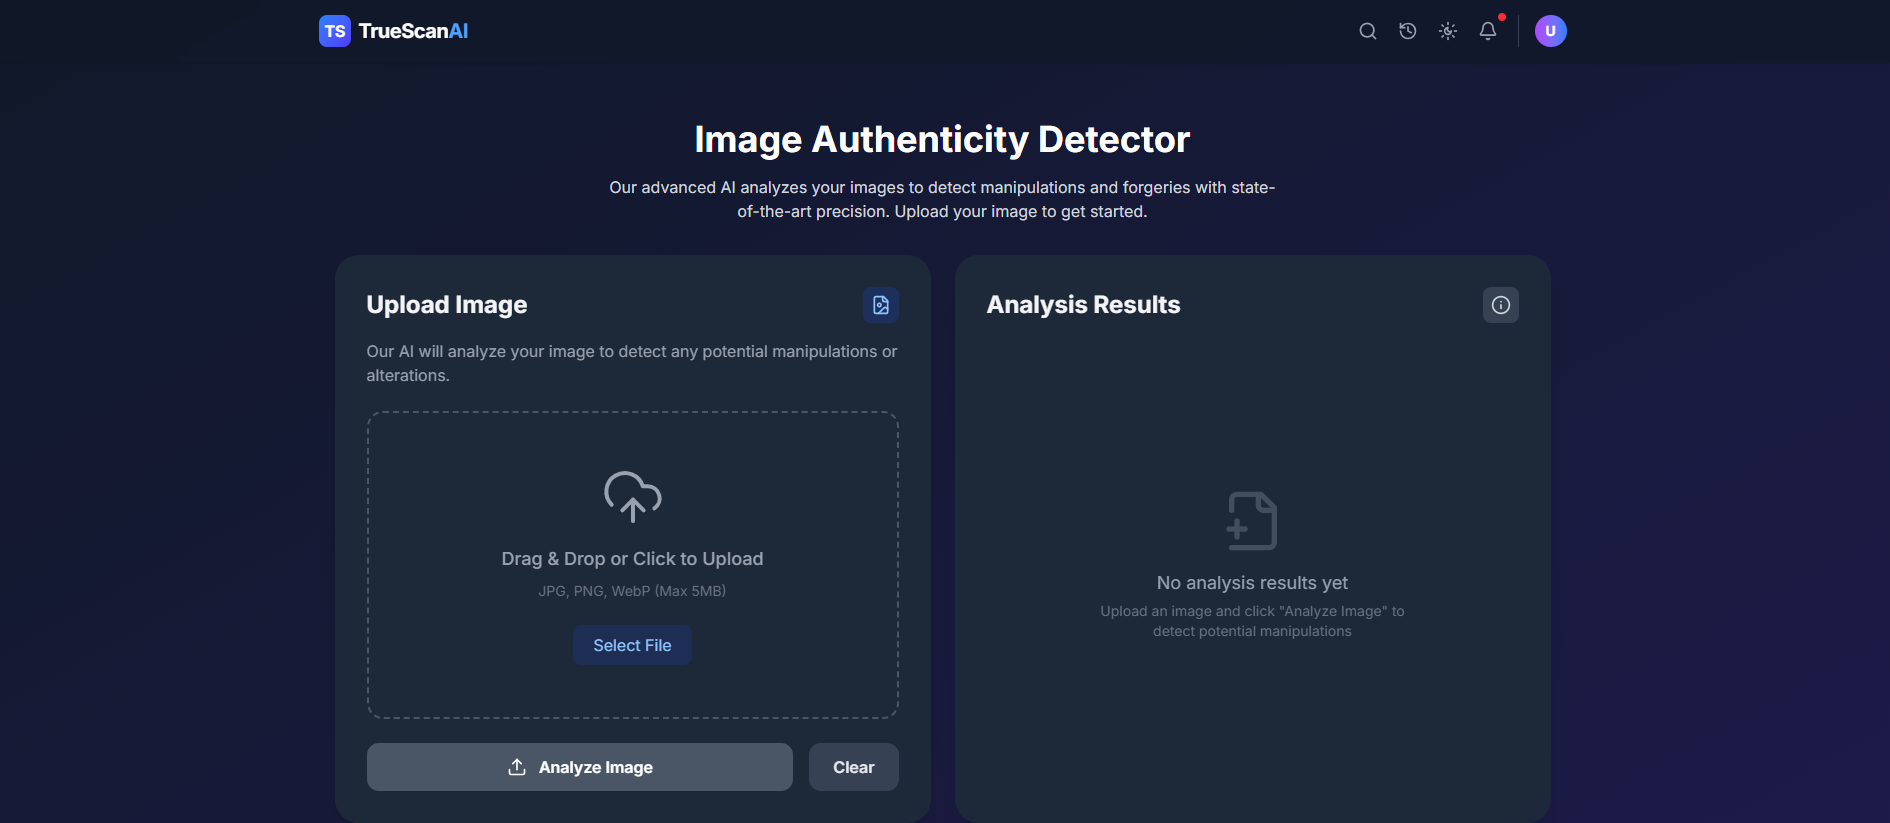 TS TrueScanAI
U
Image Authenticity Detector
Our advanced AI analyzes your images to detect manipulations and forgeries with state-
of-the-art precision. Upload your image to get started.
Upload Image
Our AI will analyze your image to detect any potential manipulations or
alterations.
Drag & Drop or Click to Upload
JPG, PNG, WebP (Max 5MB)
Select File
Analyze Image
Clear
Analysis Results
No analysis results yet
Upload an image and click "Analyze Image" to
detect potential manipulations